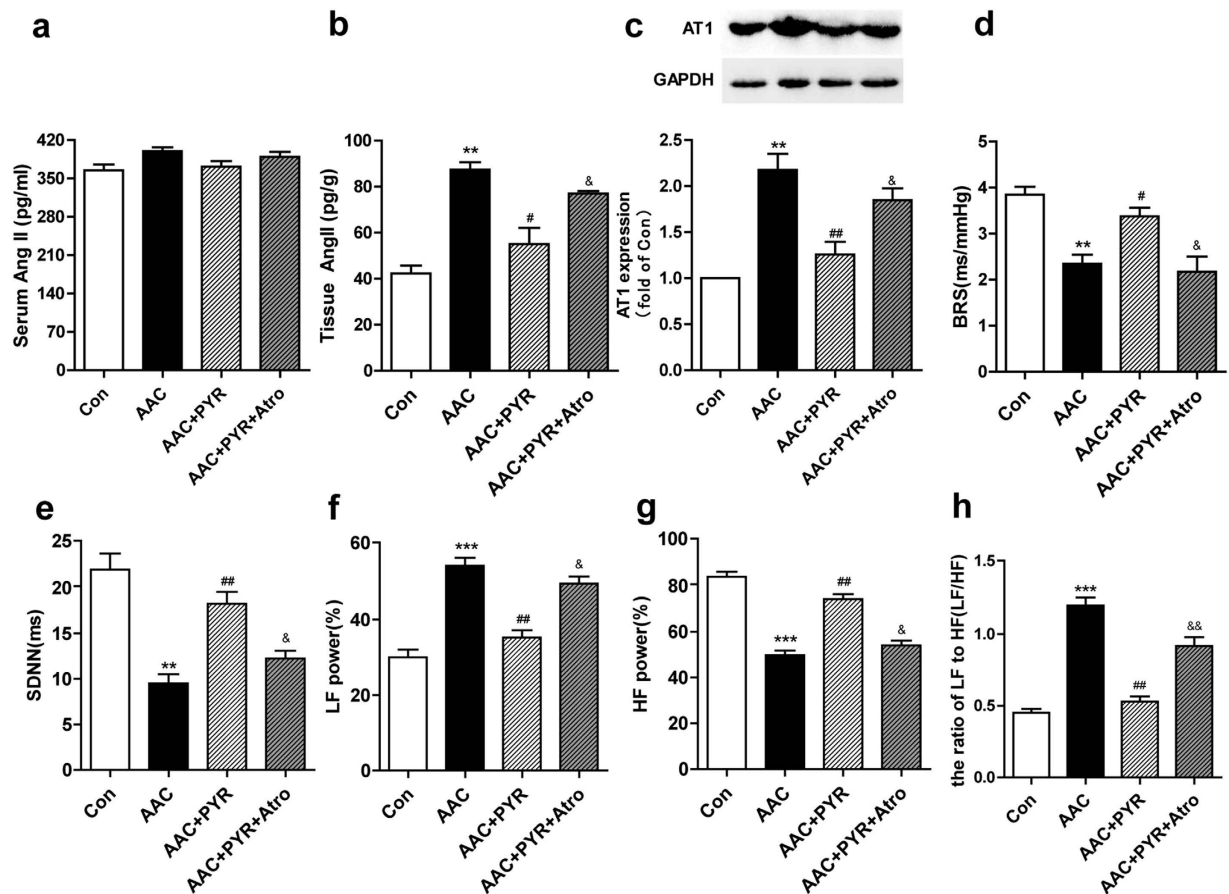 a
b
c
d
AT1
GAPDH
Serum Ang II (pg/ml)
420
350
280
210
140
70
0
Con
AAC
AAC+PYR
AAC+PYR+Atro
Tissue AngII (pg/g)
100
80
60
40
20
0
**
#
&
Con
AAC
AAC+PYR
AAC+PYR+Atro
AT1 expression
(fold of Con)
2.5
2.0
1.5
1.0
0.5
0.0
**
##
&
Con
AAC
AAC+PYR
AAC+PYR+Atro
BRS(ms/mmHg)
5
4
3
2
1
0
**
#
&
Con
AAC
AAC+PYR
AAC+PYR+Atro
e
f
g
h
SDNN(ms)
25
20
15
10
5
0
**
##
&
Con
AAC
AAC+PYR
AAC+PYR+Atro
LF power(%)
60
40
20
0
***
##
&
Con
AAC
AAC+PYR
AAC+PYR+Atro
HF power(%)
100
80
60
40
20
0
***
##
&
Con
AAC
AAC+PYR
AAC+PYR+Atro
the ratio of LF to HF(LF/HF)
1.5
1.0
0.5
0.0
***
##
&&
Con
AAC
AAC+PYR
AAC+PYR+Atro